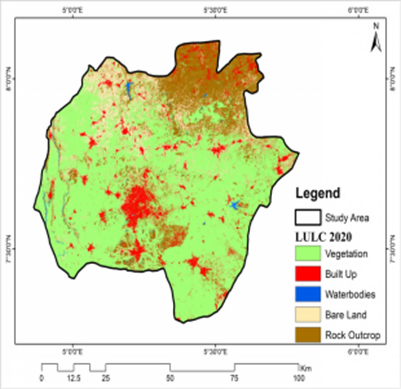 5°0'0"E 5°30'0"E 6°0'0"E
N
8°0'0"N 8°0'0"N
7°30'0"N 7°30'0"N
Legend
Study Area
LULC 2020
Vegetation
Built Up
Waterbodies
Bare Land
Rock Outcrop
5°0'0"E 5°30'0"E 6°0'0"E
0 12.5 25 50 75 100
Km